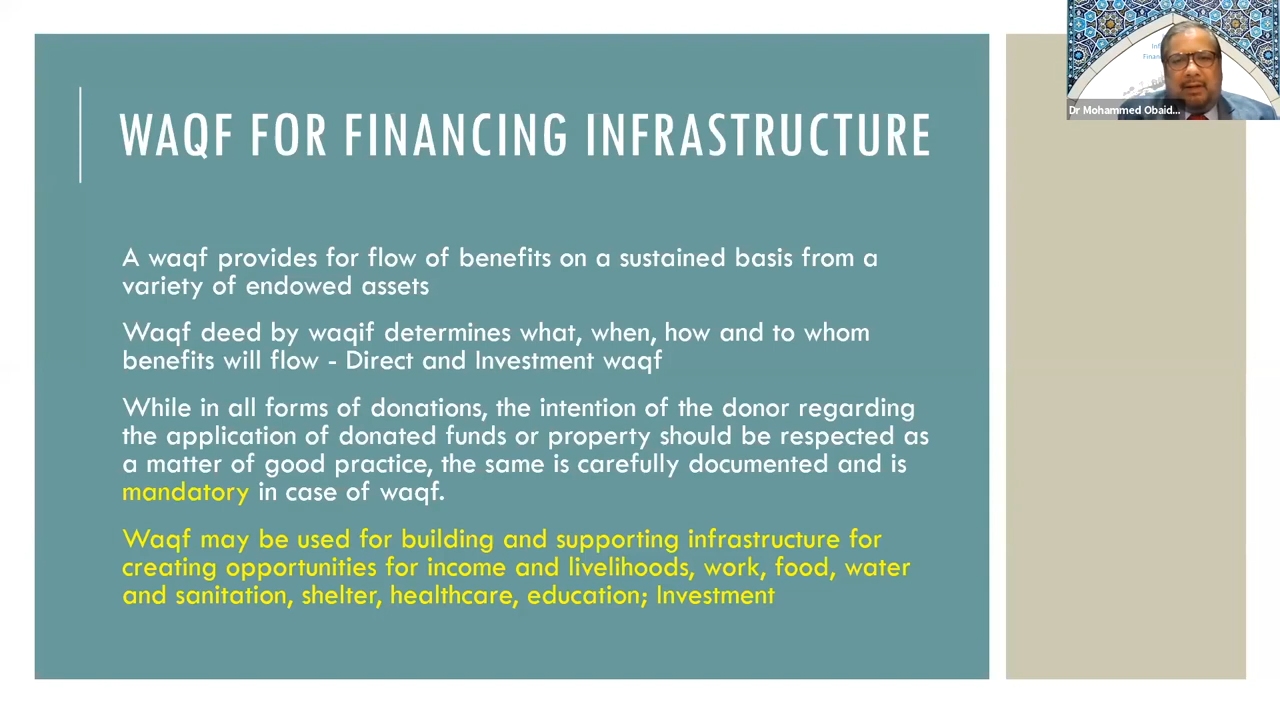 WAQF FOR FINANCING INFRASTRUCTURE
A waqf provides for flow of benefits on a sustained basis from a
variety of endowed assets
Waqf deed by waqif determines what, when, how and to whom
benefits will flow - Direct and Investment waqf
While in all forms of donations, the intention of the donor regarding
the application of donated funds or property should be respected as
a matter of good practice, the same is carefully documented and is
mandatory in case of waqf.
Waqf may be used for building and supporting infrastructure for
creating opportunities for income and livelihoods, work, food, water
and sanitation, shelter, healthcare, education; Investment
Dr Mohammed Obaid...